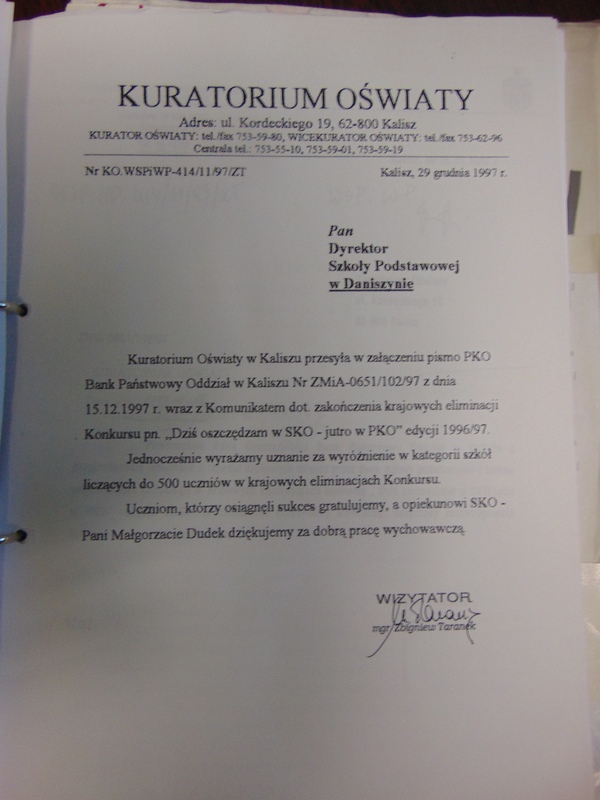 KURATORIUM OŚWIATY
Adres: ul. Kordeckiego 19, 62-800 Kalisz
KURATOR OŚWIATY: tel./fax 753-59-80, WICEKURATOR OŚWIATY: tel./fax 753-62-96
Centrala tel.: 753-55-10, 753-59-01, 753-59-19
Nr KO.WSPiWP-414/11/97/ZT Kalisz, 29 grudnia 1997 r.
Pan
Dyrektor
Szkoły Podstawowej
w Daniszynie
Kuratorium Oświaty w Kaliszu przesyła w załączeniu pismo PKO
Bank Państwowy Oddział w Kaliszu Nr ZMiA-0651/102/97 z dnia
15.12.1997 r. wraz z Komunikatem dot. zakończenia krajowych eliminacji
Konkursu pn. „Dziś oszczędzam w SKO - jutro w PKO” edycji 1996/97.
Jednocześnie wyrażamy uznanie za wyróżnienie w kategorii szkół
liczących do 500 uczniów w krajowych eliminacjach Konkursu.
Uczniom, którzy osiągnęli sukces gratulujemy, a opiekunowi SKO -
Pani Małgorzacie Dudek dziękujemy za dobrą pracę wychowawczą.
WIZYTATOR
mgr Zbigniew Taranek